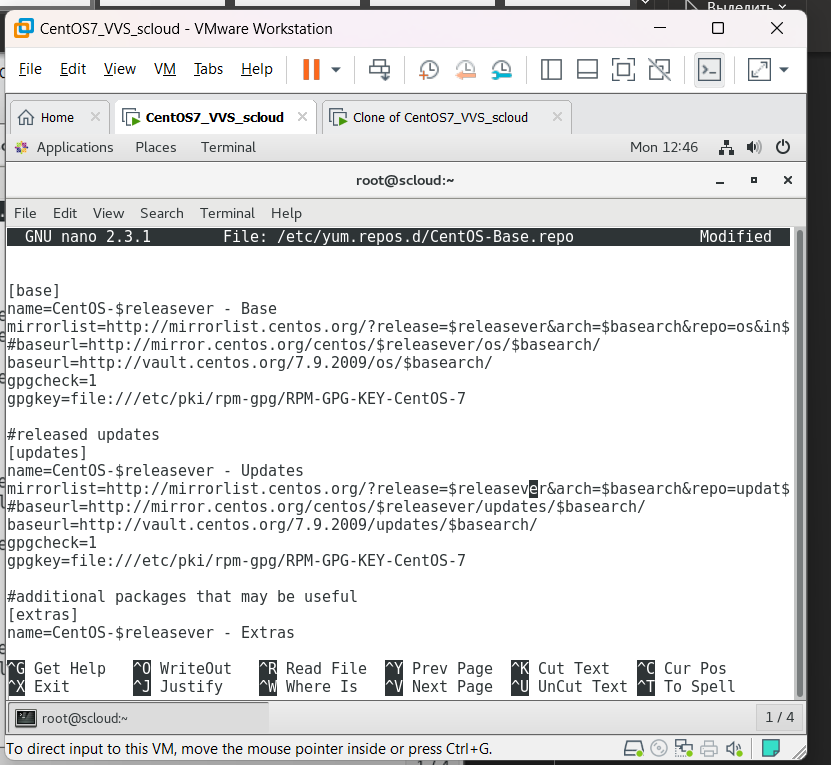 Выделить
CentOS7_VVS_scloud - VMware Workstation
File Edit View VM Tabs Help
Home CentOS7_VVS_scloud Clone of CentOS7_VVS_scloud
Applications Places Terminal Mon 12:46
root@scloud:~
File Edit View Search Terminal Help
GNU nano 2.3.1 File: /etc/yum.repos.d/CentOS-Base.repo Modified
[base]
name=CentOS-$releasever - Base
mirrorlist=http://mirrorlist.centos.org/?release=$releasever&arch=$basearch&repo=os&in$
#baseurl=http://mirror.centos.org/centos/$releasever/os/$basearch/
baseurl=http://vault.centos.org/7.9.2009/os/$basearch/
gpgcheck=1
gpgkey=file:///etc/pki/rpm-gpg/RPM-GPG-KEY-CentOS-7
#released updates
[updates]
name=CentOS-$releasever - Updates
mirrorlist=http://mirrorlist.centos.org/?release=$releasever&arch=$basearch&repo=updat$
#baseurl=http://mirror.centos.org/centos/$releasever/updates/$basearch/
baseurl=http://vault.centos.org/7.9.2009/updates/$basearch/
gpgcheck=1
gpgkey=file:///etc/pki/rpm-gpg/RPM-GPG-KEY-CentOS-7
#additional packages that may be useful
[extras]
name=CentOS-$releasever - Extras
^G Get Help ^O WriteOut ^R Read File ^Y Prev Page ^K Cut Text ^C Cur Pos
^X Exit ^J Justify ^W Where Is ^V Next Page ^U UnCut Text ^T To Spell
root@scloud:~ 1 / 4
To direct input to this VM, move the mouse pointer inside or press Ctrl+G.